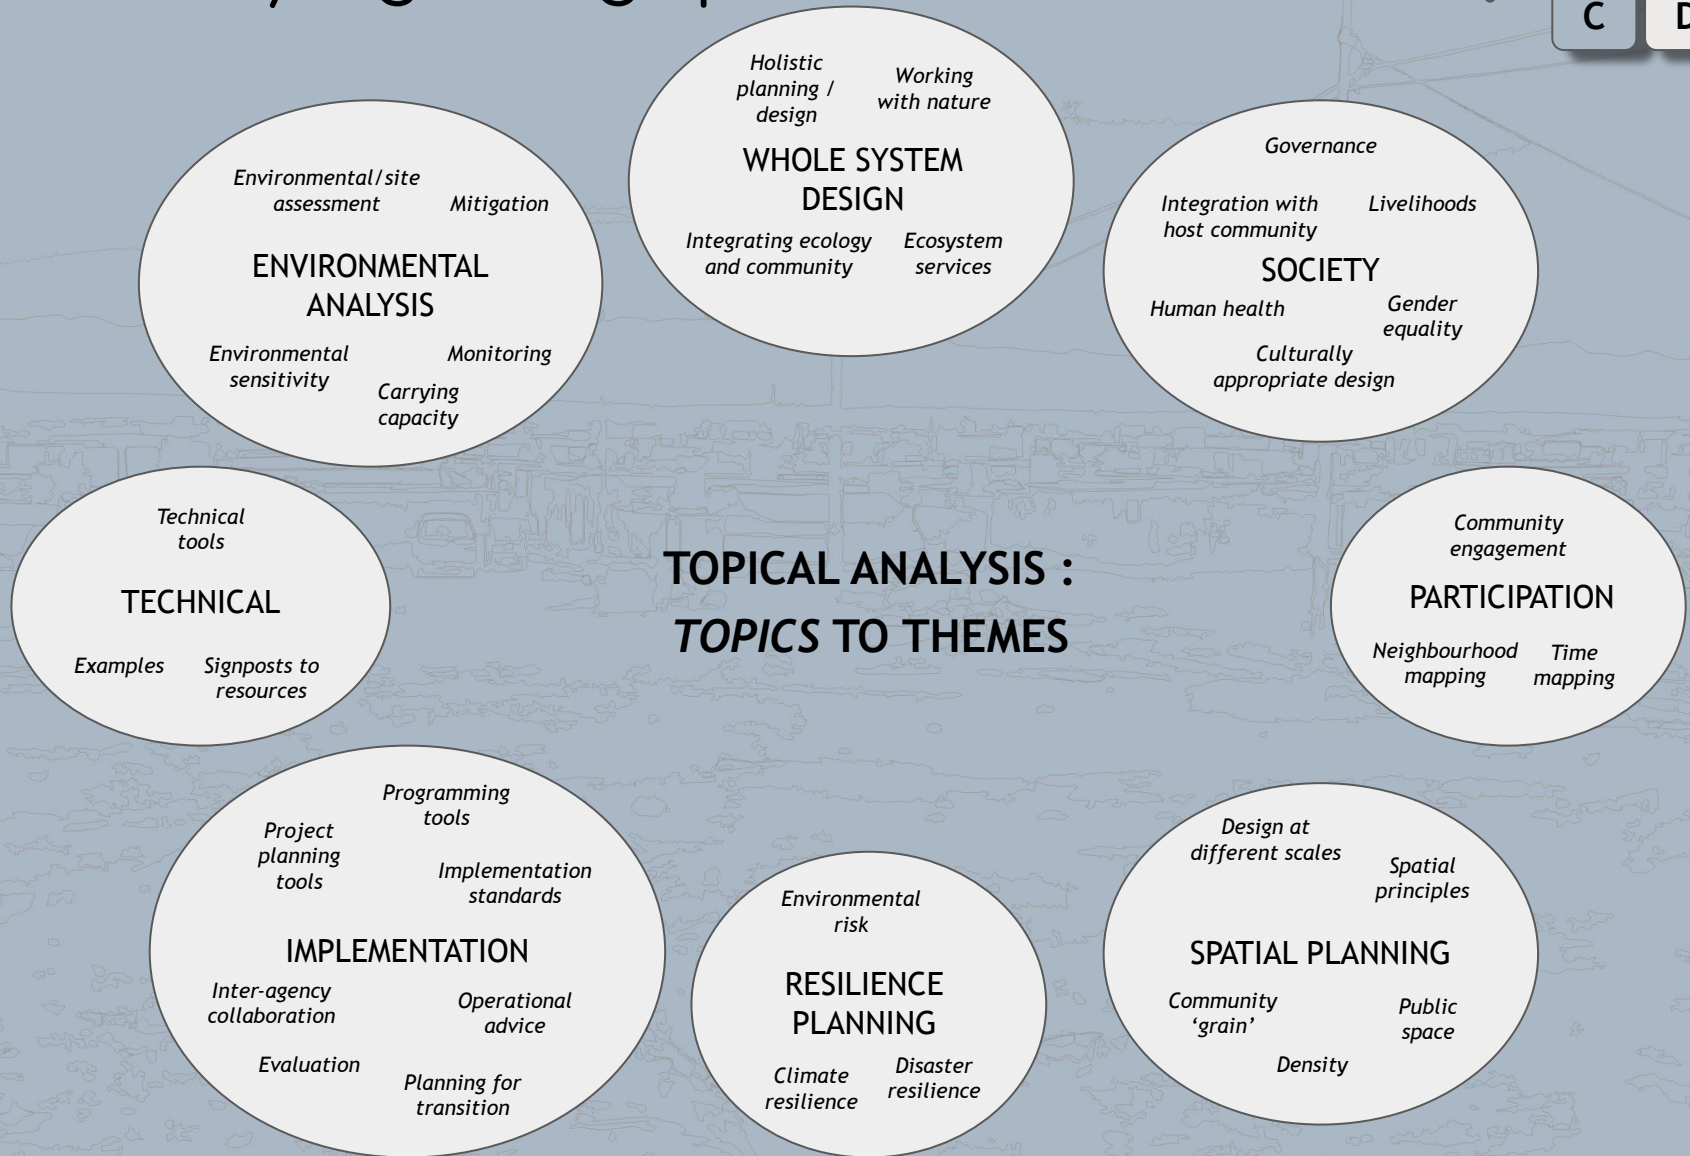 C
D
Holistic
planning /
design
Working
with nature
WHOLE SYSTEM
DESIGN
Integrating ecology
and community
Ecosystem
services
Environmental/site
assessment
Mitigation
ENVIRONMENTAL
ANALYSIS
Environmental
sensitivity
Monitoring
Carrying
capacity
Governance
Integration with
host community
Livelihoods
SOCIETY
Human health
Gender
equality
Culturally
appropriate design
Technical
tools
TECHNICAL
Examples
Signposts to
resources
TOPICAL ANALYSIS :
TOPICS TO THEMES
Community
engagement
PARTICIPATION
Neighbourhood
mapping
Time
mapping
Programming
tools
Project
planning
tools
Implementation
standards
IMPLEMENTATION
Inter-agency
collaboration
Operational
advice
Evaluation
Planning for
transition
Environmental
risk
RESILIENCE
PLANNING
Climate
resilience
Disaster
resilience
Design at
different scales
Spatial
principles
SPATIAL PLANNING
Community
‘grain’
Public
space
Density